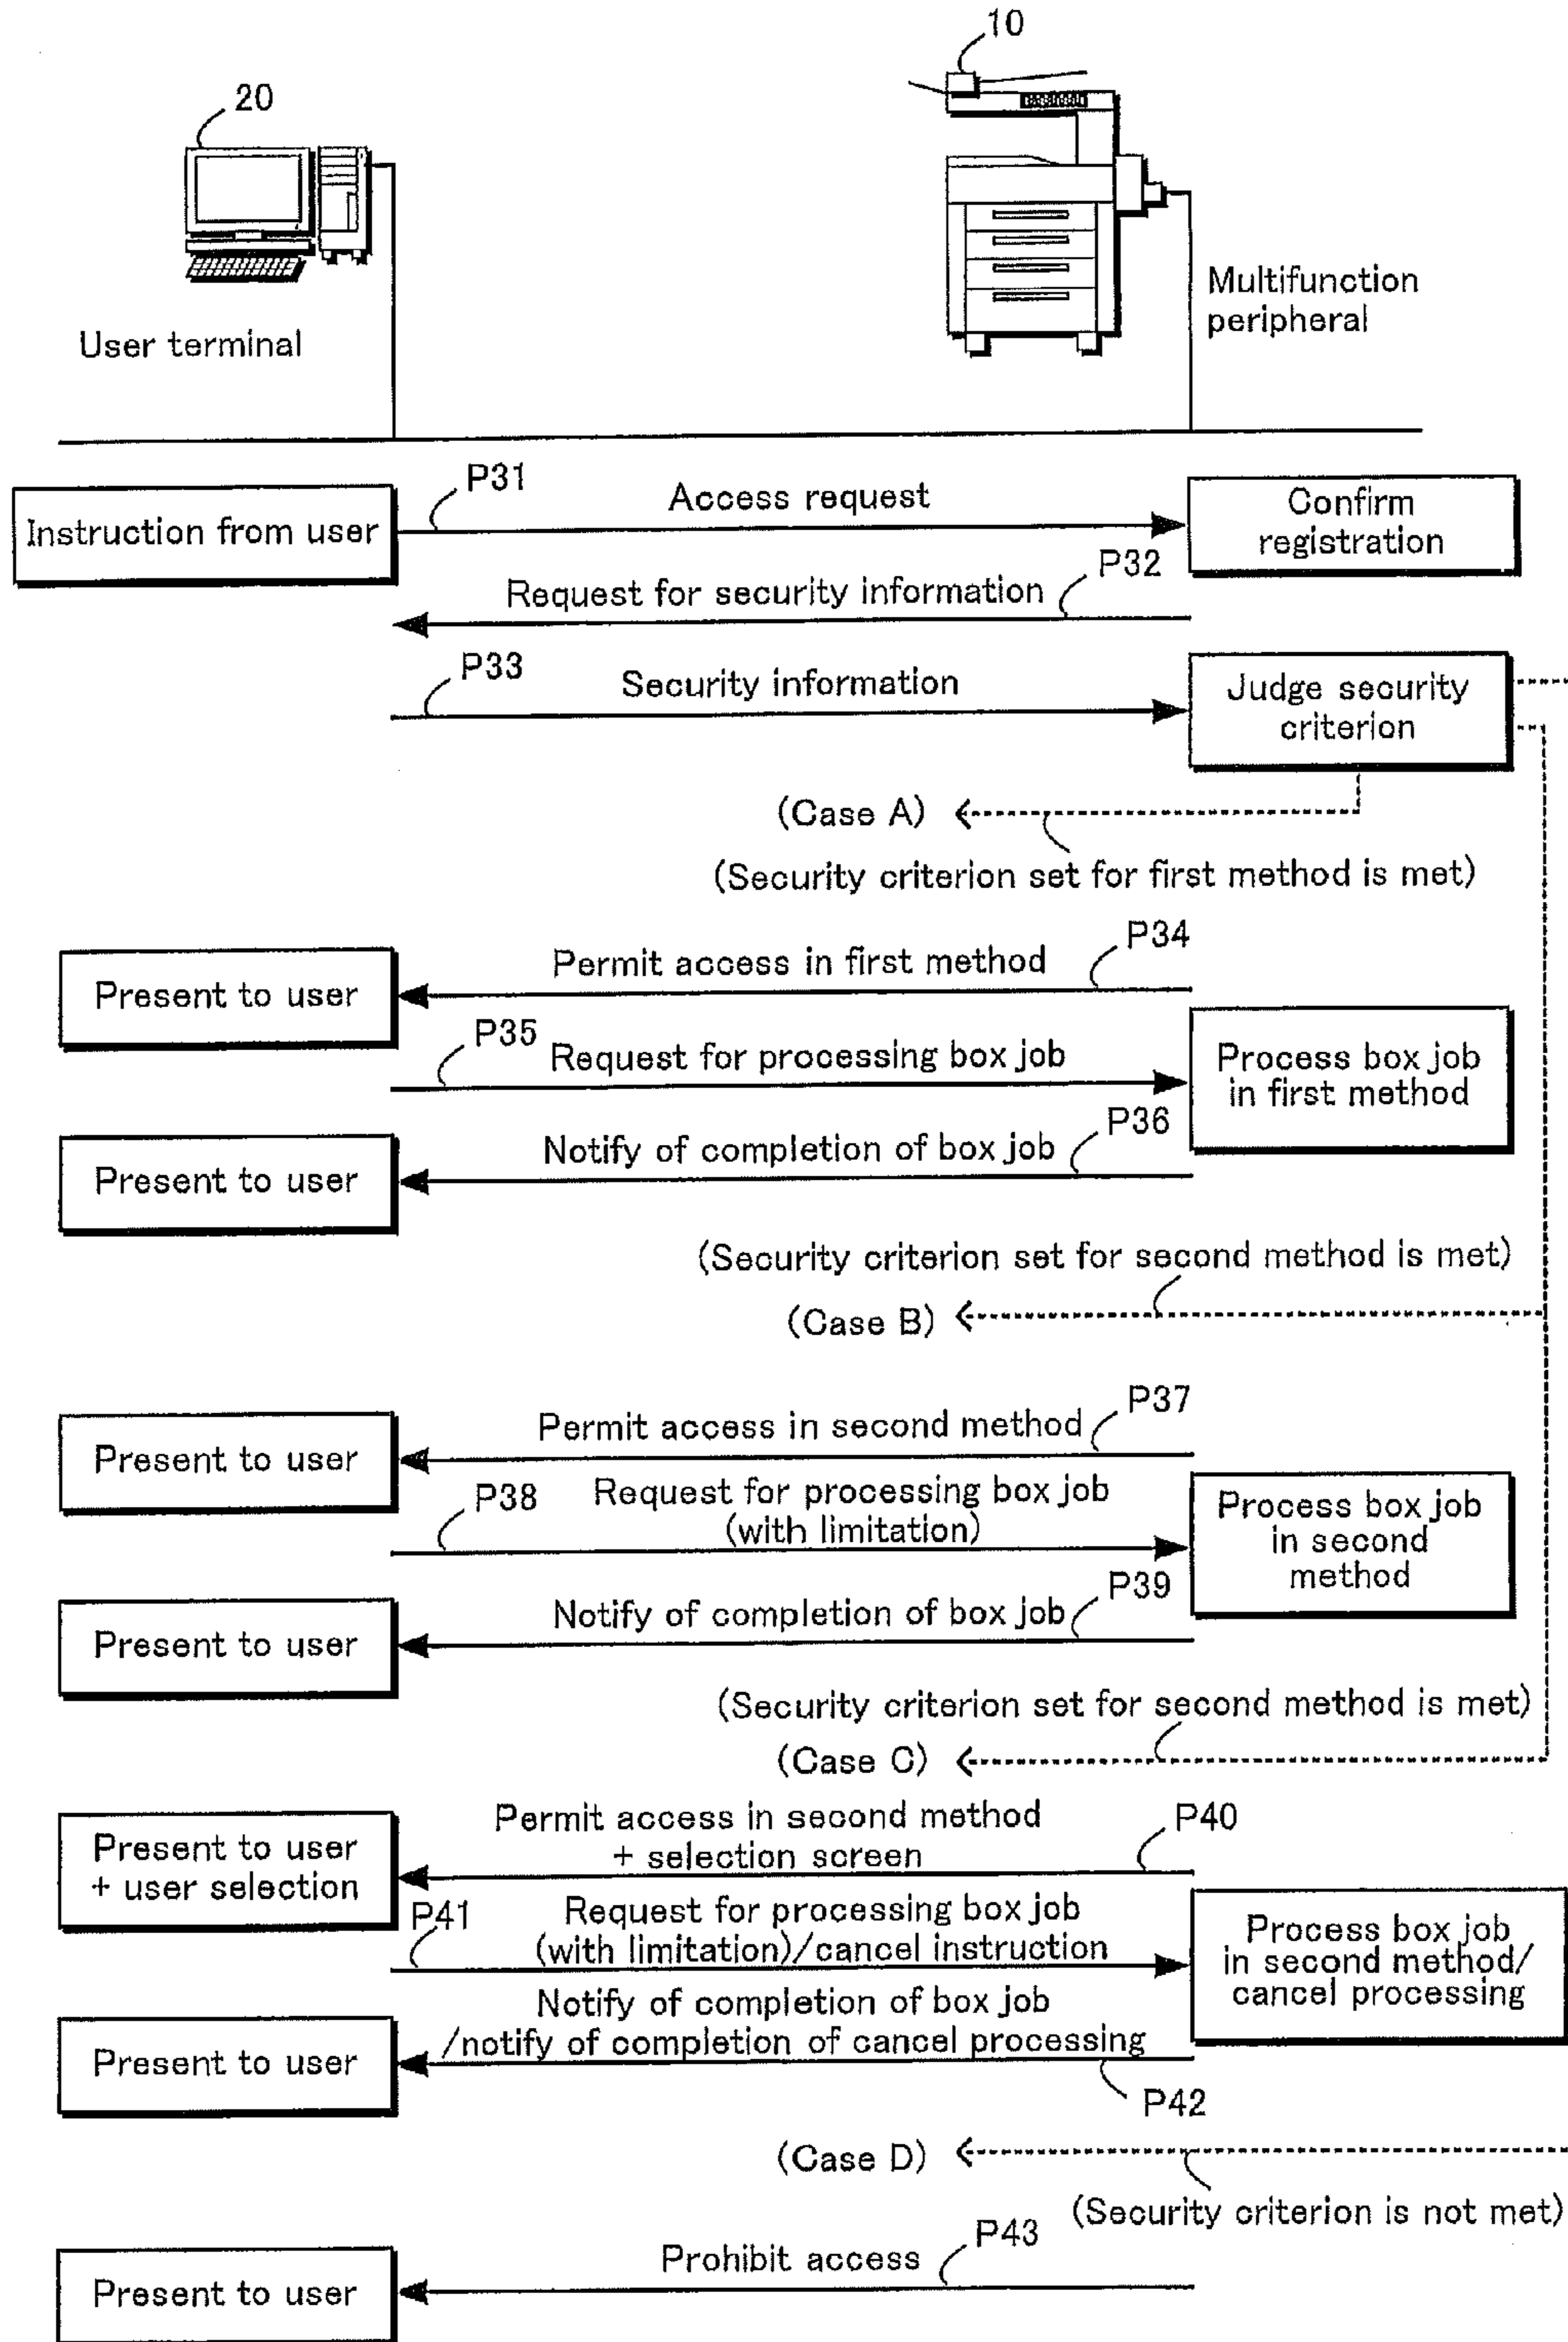 10
20
User terminal
Multifunction
peripheral
Instruction from user
P31
Access request
Confirm
registration
P32
Request for security information
P33
Security information
Judge security
criterion
(Case A)
(Security criterion set for first method is met)
P34
Permit access in first method
Present to user
P35
Request for processing box job
Process box job
in first method
P36
Notify of completion of box job
Present to user
(Security criterion set for second method is met)
(Case B)
P37
Permit access in second method
Present to user
P38
Request for processing box job
(with limitation)
Process box job
in second
method
P39
Notify of completion of box job
Present to user
(Security criterion set for second method is met)
(Case C)
Permit access in second method
+ selection screen
P40
Present to user
+ user selection
P41
Request for processing box job
(with limitation)/cancel instruction
Process box job
in second method/
cancel processing
Notify of completion of box job
/notify of completion of cancel processing
Present to user
P42
(Case D)
(Security criterion is not met)
P43
Prohibit access
Present to user